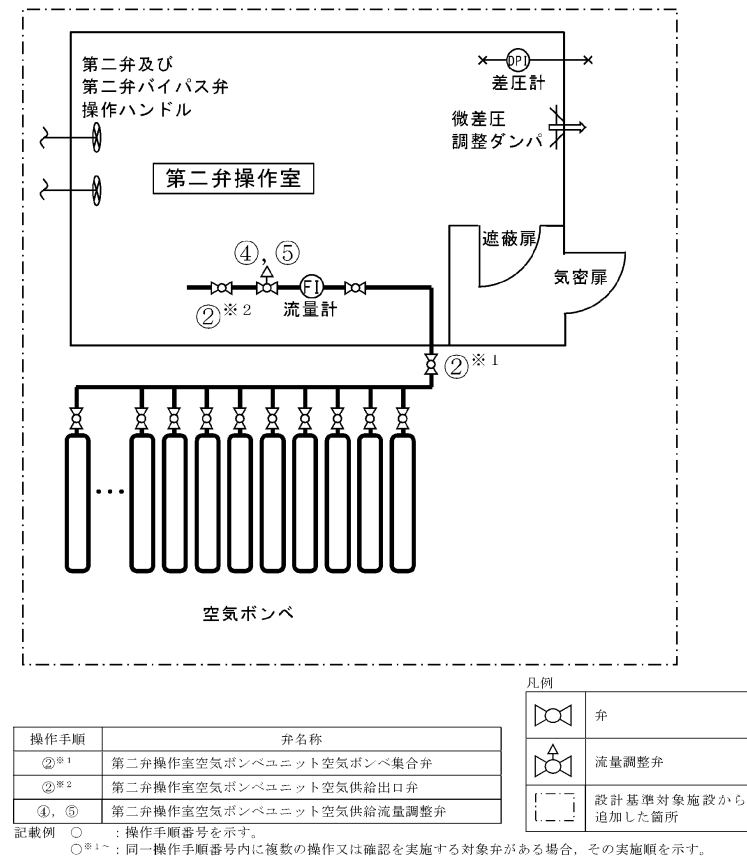 第二弁及び
第二弁バイパス弁
操作ハンドル
DPI
差圧計
微差圧
調整ダンパ
第二弁操作室
遮蔽扉
気密扉
④，⑤
FI
②※2
流量計
②※1
…
空気ボンベ
凡例
弁
流量調整弁
設計基準対象施設から
追加した箇所
操作手順 弁名称
②※1 第二弁操作室空気ボンベユニット空気ボンベ集合弁
②※2 第二弁操作室空気ボンベユニット空気供給出口弁
④，⑤ 第二弁操作室空気ボンベユニット空気供給流量調整弁
記載例 ○ ：操作手順番号を示す。
○※1～：同一操作手順番号内に複数の操作又は確認を実施する対象弁がある場合，その実施順を示す。